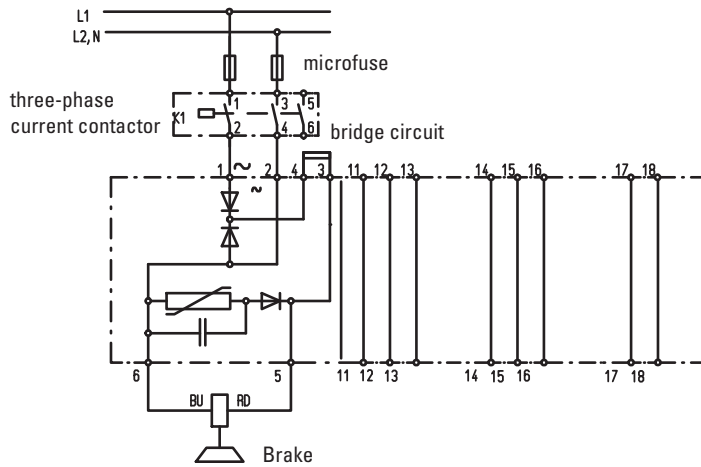 L1
L2, N
microfuse
three-phase
current contactor
K1
1 3 5
2 4 6
bridge circuit
1 ~ 2 4 3 11 12 13 14 15 16 17 18
~
6 5 11 12 13 14 15 16 17 18
BU RD
Brake